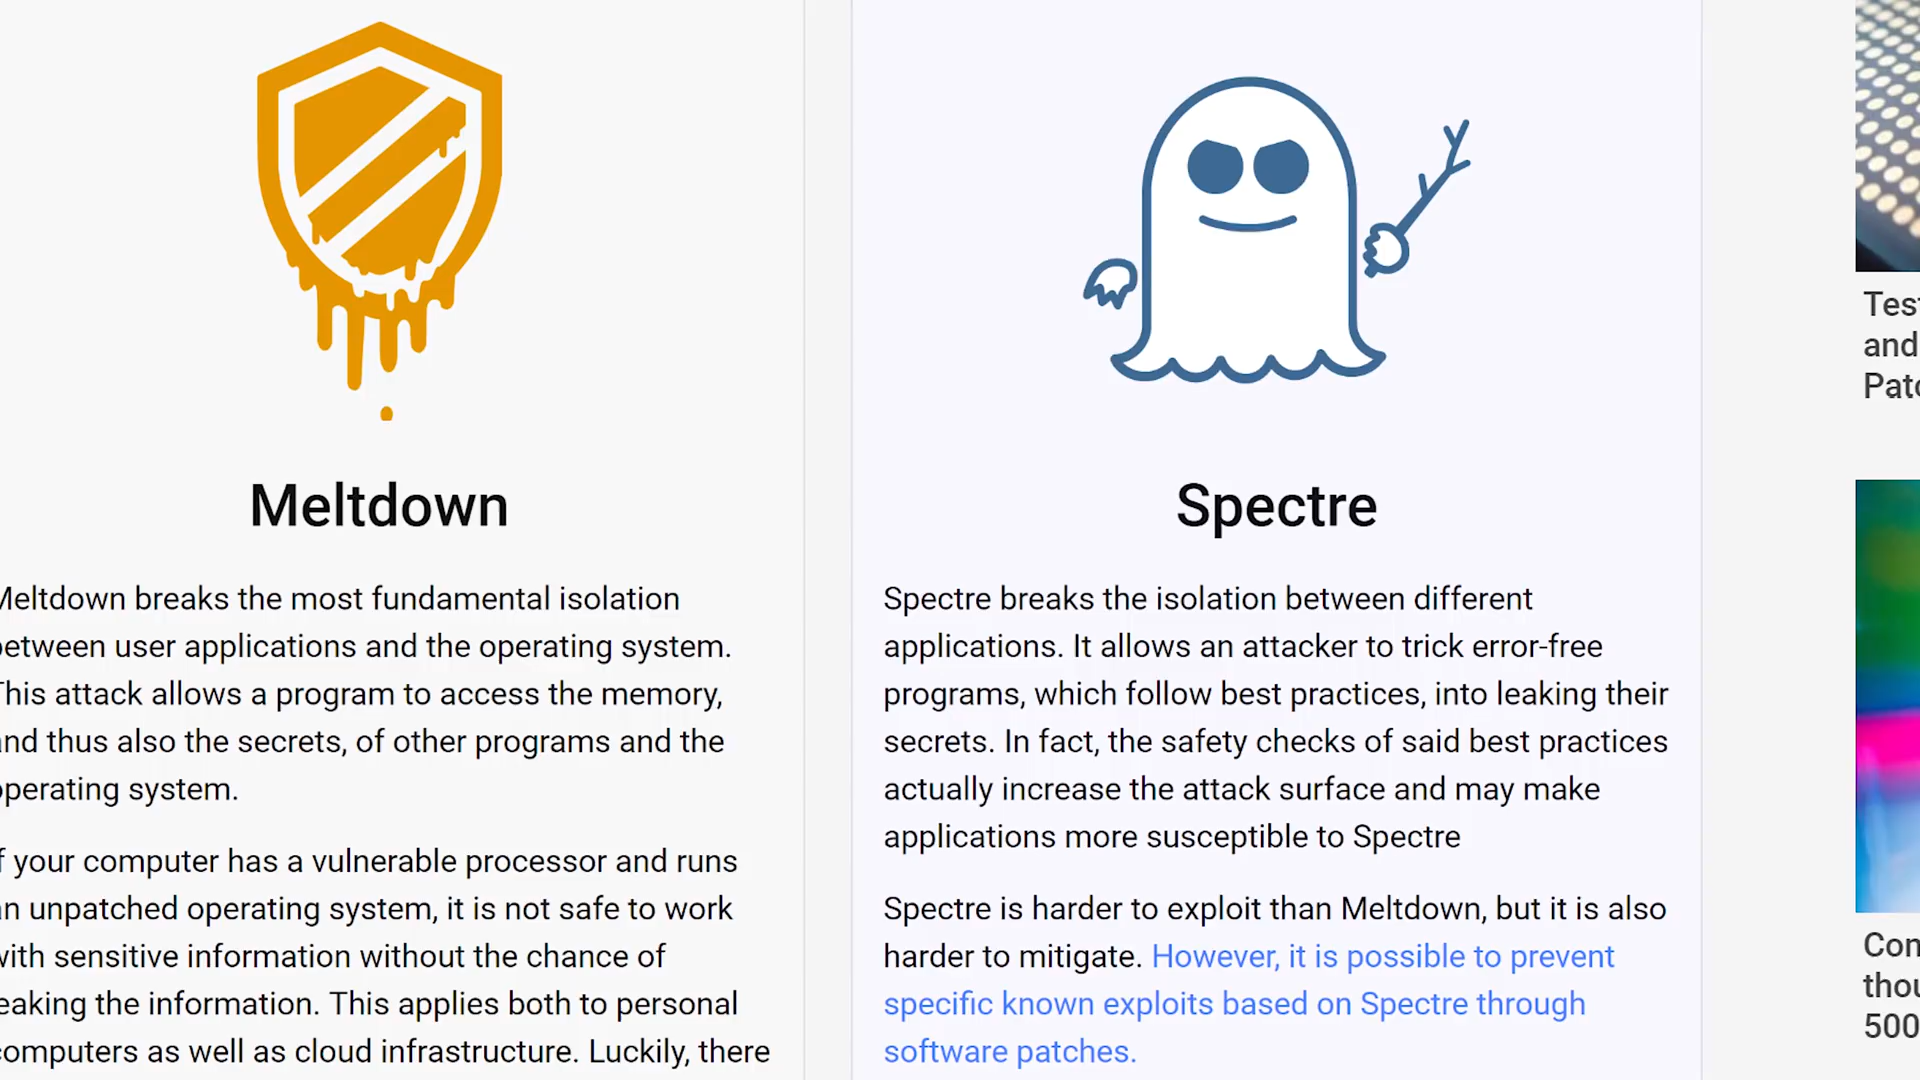 Meltdown
Meltdown breaks the most fundamental isolation
between user applications and the operating system.
This attack allows a program to access the memory,
and thus also the secrets, of other programs and the
operating system.
If your computer has a vulnerable processor and runs
an unpatched operating system, it is not safe to work
with sensitive information without the chance of
leaking the information. This applies both to personal
computers as well as cloud infrastructure. Luckily, there
Spectre
Spectre breaks the isolation between different
applications. It allows an attacker to trick error-free
programs, which follow best practices, into leaking their
secrets. In fact, the safety checks of said best practices
actually increase the attack surface and may make
applications more susceptible to Spectre
Spectre is harder to exploit than Meltdown, but it is also
harder to mitigate. However, it is possible to prevent
specific known exploits based on Spectre through
software patches.
and
500